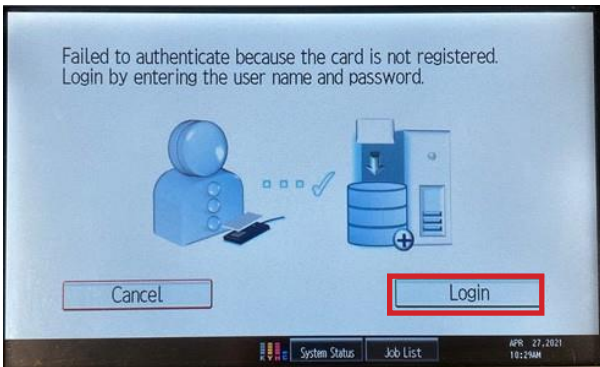 Failed to authenticate because the card is not registered.
Login by entering the user name and password.
Cancel
Login
System Status
Job List
APR 27,2021
10:29AM